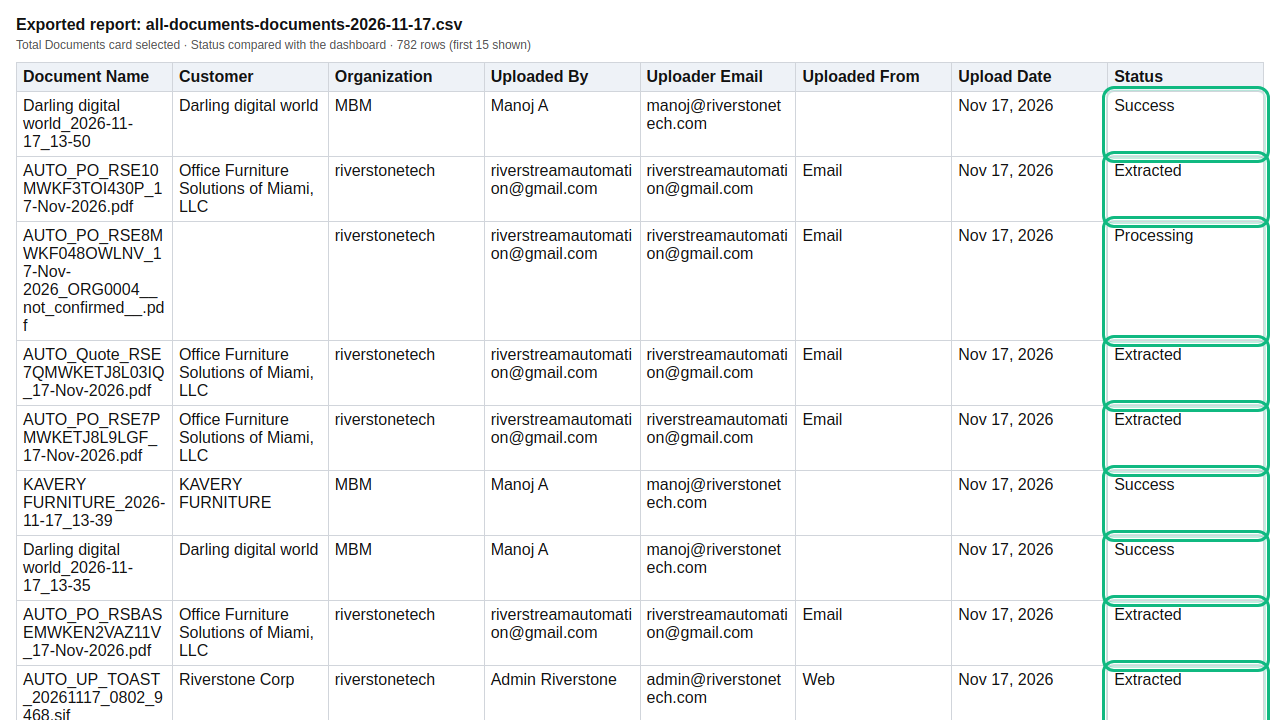 Exported report: all-documents-documents-2026-11-17.csv
Total Documents card selected · Status compared with the dashboard · 782 rows (first 15 shown)
Document Name Customer Organization Uploaded By Uploader Email Uploaded From Upload Date Status
Darling digital world_2026-11-17_13-50 Darling digital world MBM Manoj A manoj@riverstonetech.com Nov 17, 2026 Success
AUTO_PO_RSE10MWKF3TOI430P_17-Nov-2026.pdf Office Furniture Solutions of Miami, LLC riverstonetech riverstreamautomation@gmail.com riverstreamautomation@gmail.com Email Nov 17, 2026 Extracted
AUTO_PO_RSE8MWKF048OWLNV_17-Nov-2026_ORG0004__not_confirmed__.pdf riverstonetech riverstreamautomation@gmail.com riverstreamautomation@gmail.com Email Nov 17, 2026 Processing
AUTO_Quote_RSE7QMWKETJ8L03IQ_17-Nov-2026.pdf Office Furniture Solutions of Miami, LLC riverstonetech riverstreamautomation@gmail.com riverstreamautomation@gmail.com Email Nov 17, 2026 Extracted
AUTO_PO_RSE7PMWKETJ8L9LGF_17-Nov-2026.pdf Office Furniture Solutions of Miami, LLC riverstonetech riverstreamautomation@gmail.com riverstreamautomation@gmail.com Email Nov 17, 2026 Extracted
KAVERY FURNITURE_2026-11-17_13-39 KAVERY FURNITURE MBM Manoj A manoj@riverstonetech.com Nov 17, 2026 Success
Darling digital world_2026-11-17_13-35 Darling digital world MBM Manoj A manoj@riverstonetech.com Nov 17, 2026 Success
AUTO_PO_RSBASEMWKEN2VAZ11V_17-Nov-2026.pdf Office Furniture Solutions of Miami, LLC riverstonetech riverstreamautomation@gmail.com riverstreamautomation@gmail.com Email Nov 17, 2026 Extracted
AUTO_UP_TOAST_20261117_0802_9468.sif Riverstone Corp riverstonetech Admin Riverstone admin@riverstonetech.com Web Nov 17, 2026 Extracted